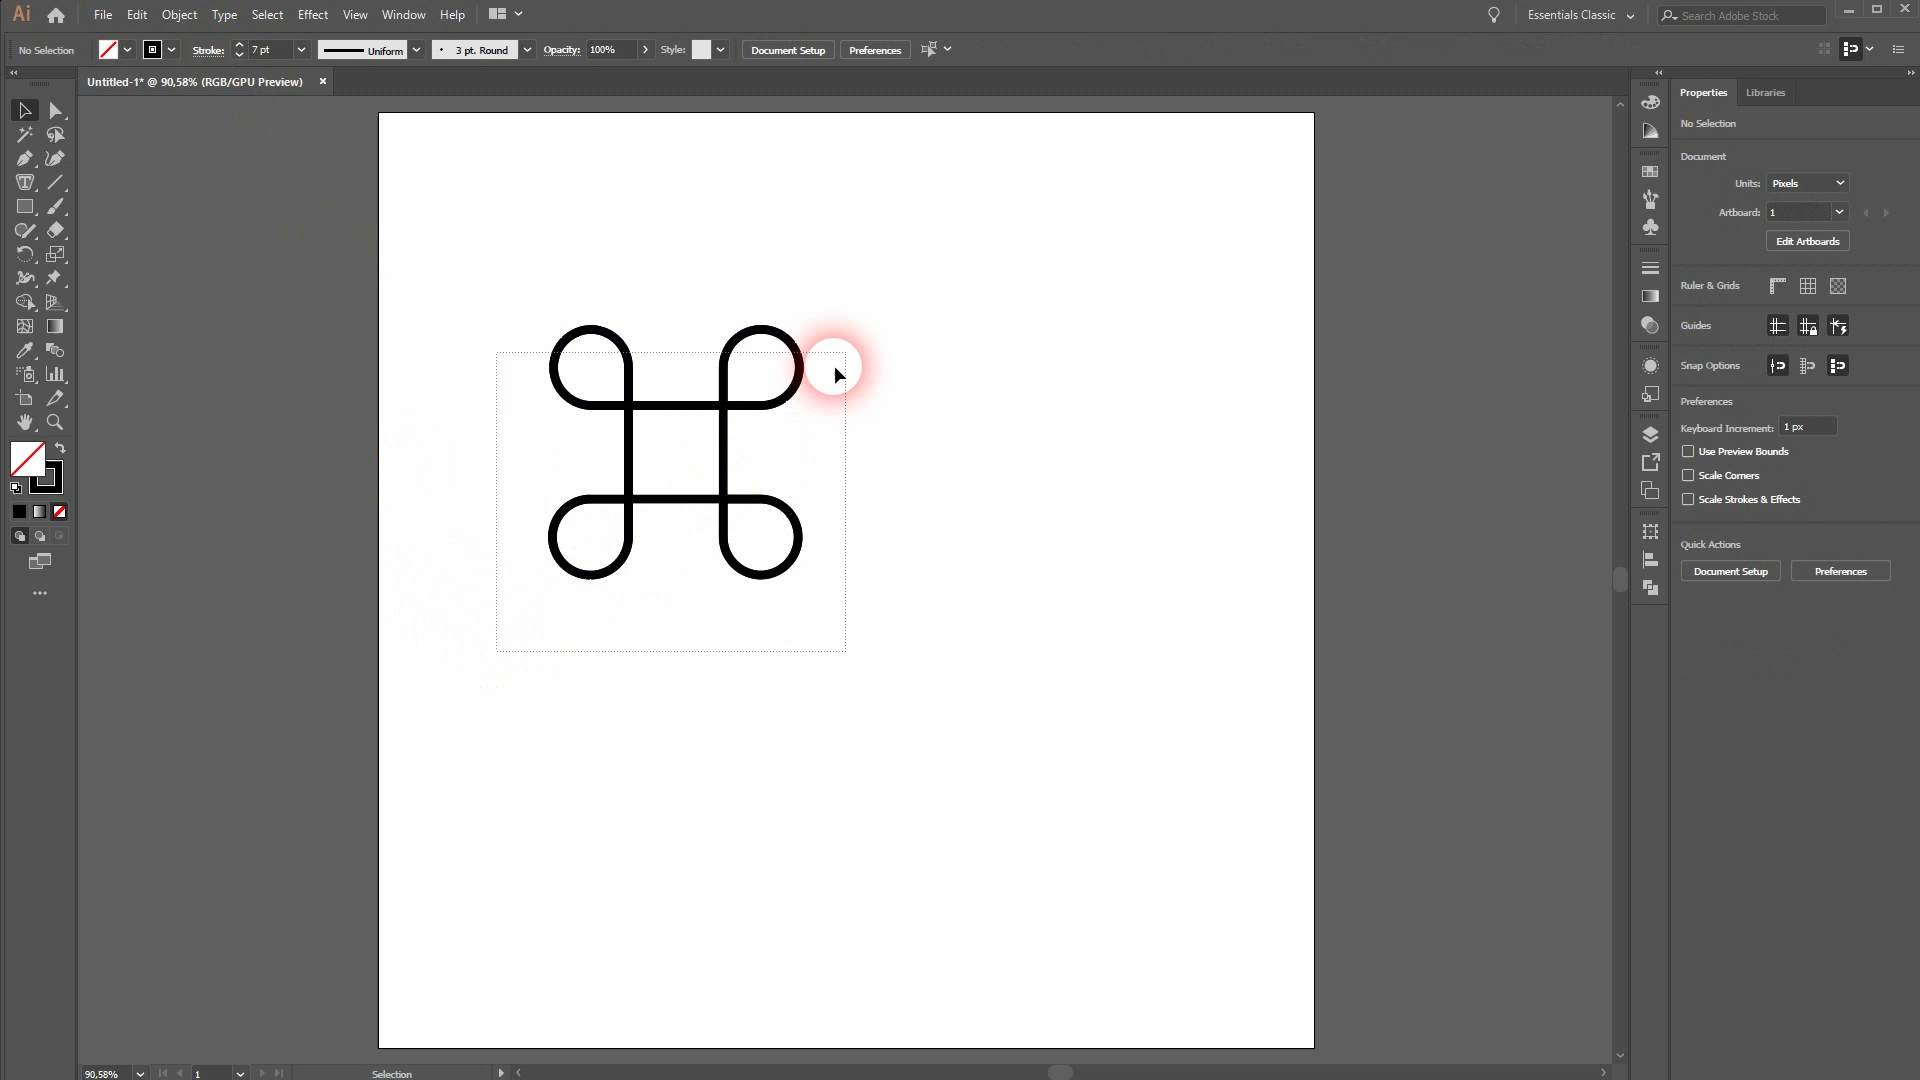 Ai File Edit Object Type Select Effect View Window Help Essentials Classic Search Adobe Stock
No Selection Stroke: 7 pt Uniform 3 pt. Round Opacity: 100% Style: Document Setup Preferences
Untitled-1* @ 90,58% (RGB/GPU Preview)
Properties Libraries
No Selection
Document
Units: Pixels
Artboard: 1
Edit Artboards
Ruler & Grids
Guides
Snap Options
Preferences
Keyboard Increment: 1 px
Use Preview Bounds
Scale Corners
Scale Strokes & Effects
Quick Actions
Document Setup Preferences
90,58% 1 Selection